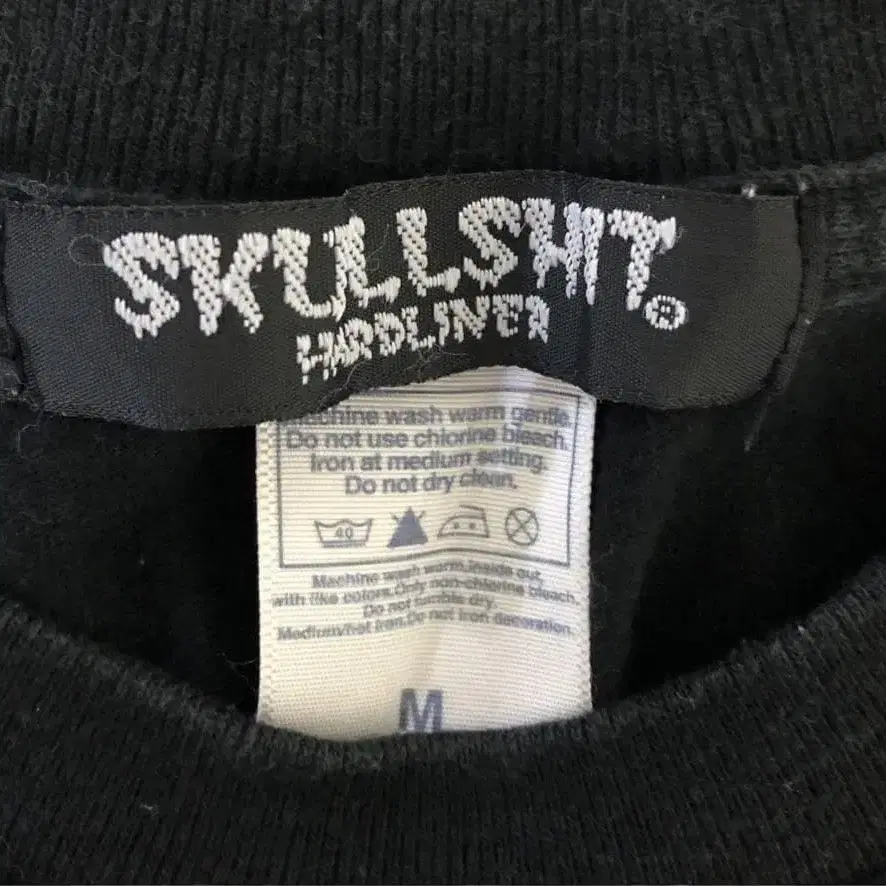 SKULLSHIT®
HARDLINER
Machine wash warm gentle.
Do not use chlorine bleach.
Iron at medium setting.
Do not dry clean.
40
Machine wash warm,inside out
with like colors.Only non-chlorine bleach.
Do not tumble dry.
Medium/hot iron.Do not iron decoration.
M